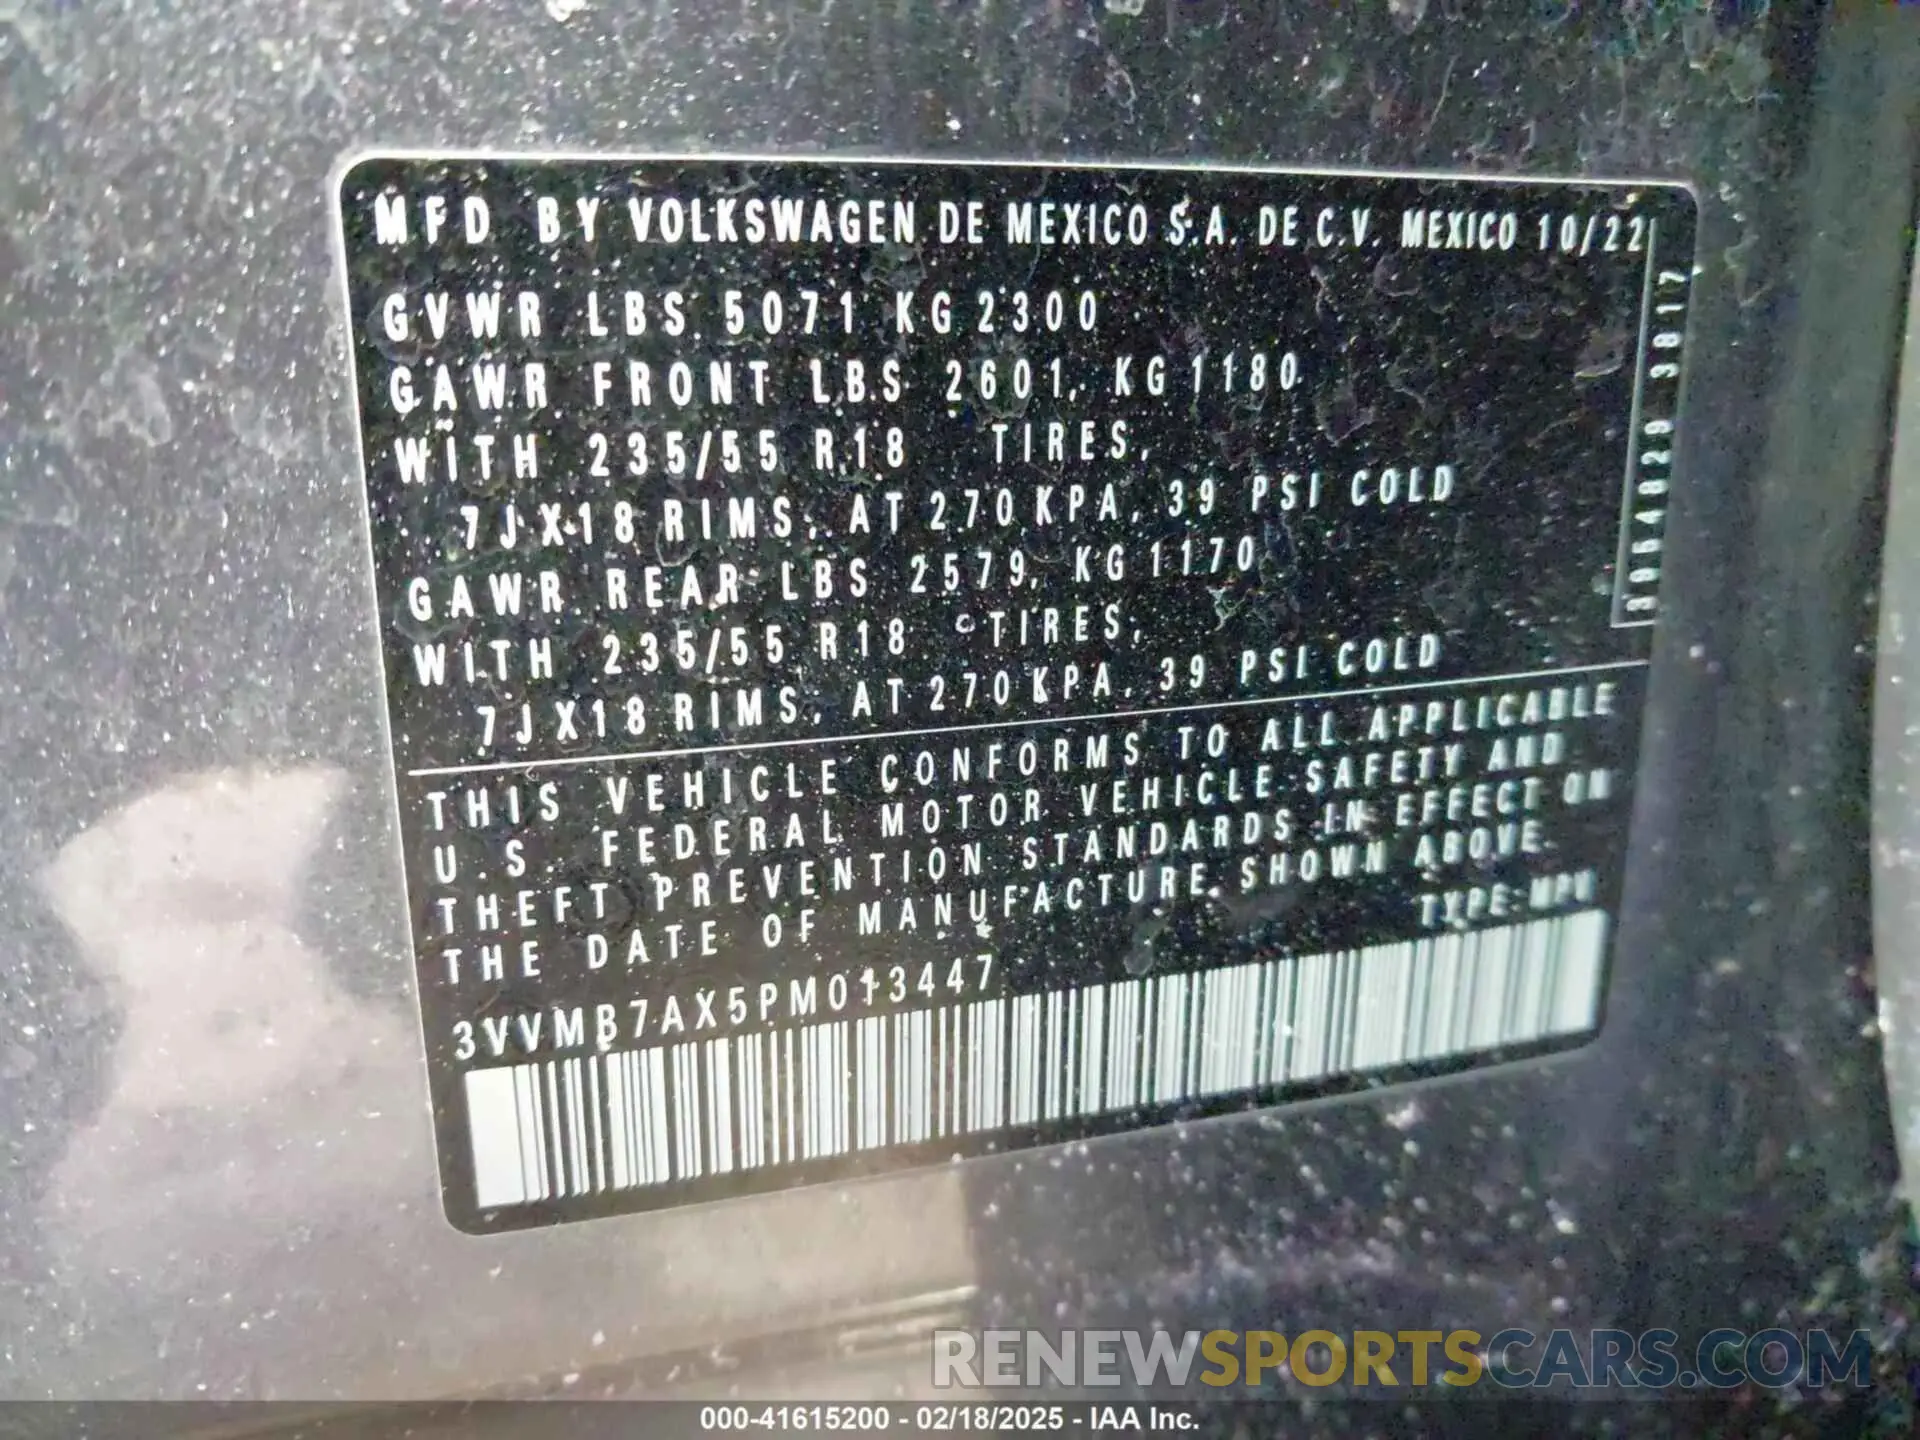 MFD BY VOLKSWAGEN DE MEXICO S.A. DE C.V. MEXICO 10/22
GVWR LBS 5071 KG 2300
GAWR FRONT LBS 2601, KG 1180
WITH 235/55 R18 TIRES,
7JX18 RIMS, AT 270 KPA, 39 PSI COLD
GAWR REAR LBS 2579, KG 1170
WITH 235/55 R18 TIRES,
7JX18 RIMS, AT 270 KPA, 39 PSI COLD
THIS VEHICLE CONFORMS TO ALL APPLICABLE
U.S. FEDERAL MOTOR VEHICLE SAFETY AND
THEFT PREVENTION STANDARDS IN EFFECT ON
THE DATE OF MANUFACTURE SHOWN ABOVE.
TYPE-MPV
3VVMB7AX5PM013447
3017
RENEWSPORTSCARS.COM
000-41615200 - 02/18/2025 - IAA Inc.